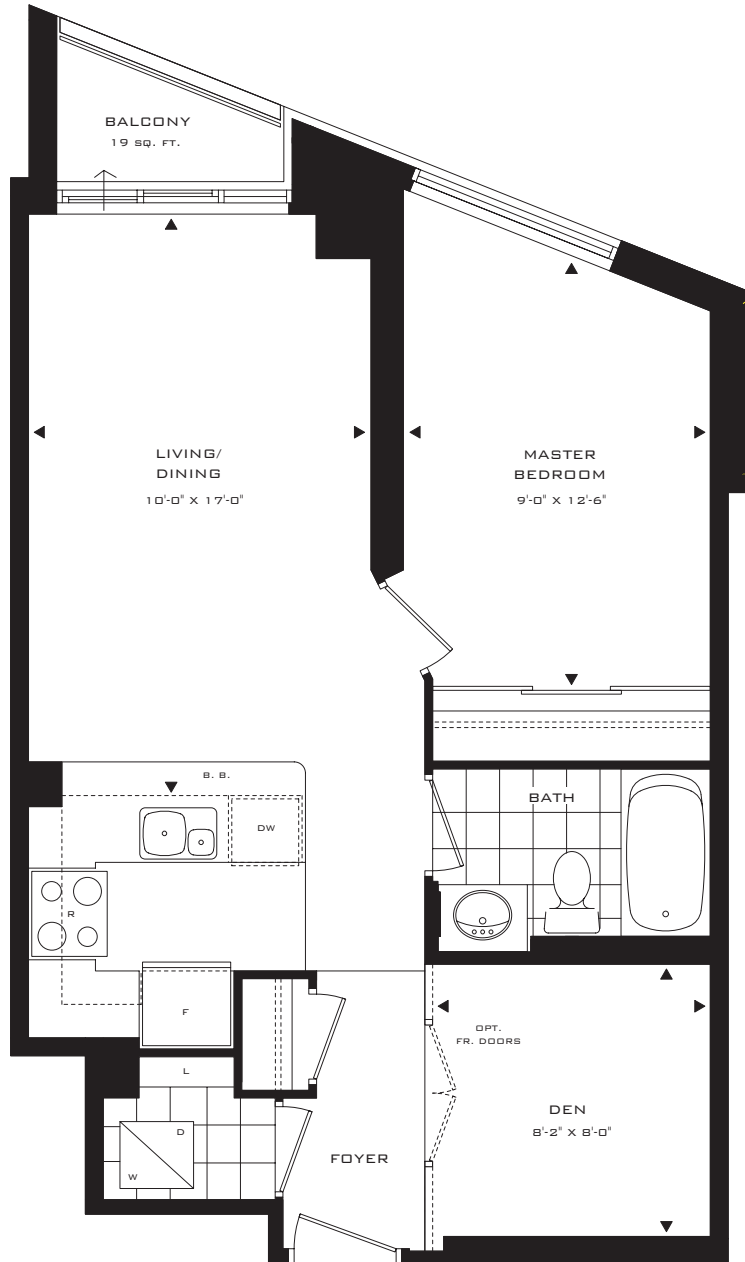 BALCONY
19 SQ. FT.
LIVING/
DINING
10'-0" X 17'-0"
MASTER
BEDROOM
9'-0" X 12'-6"
B. B.
DW
BATH
R
F
OPT.
FR. DOORS
L
DEN
8'-2" X 8'-0"
D
W
FOYER